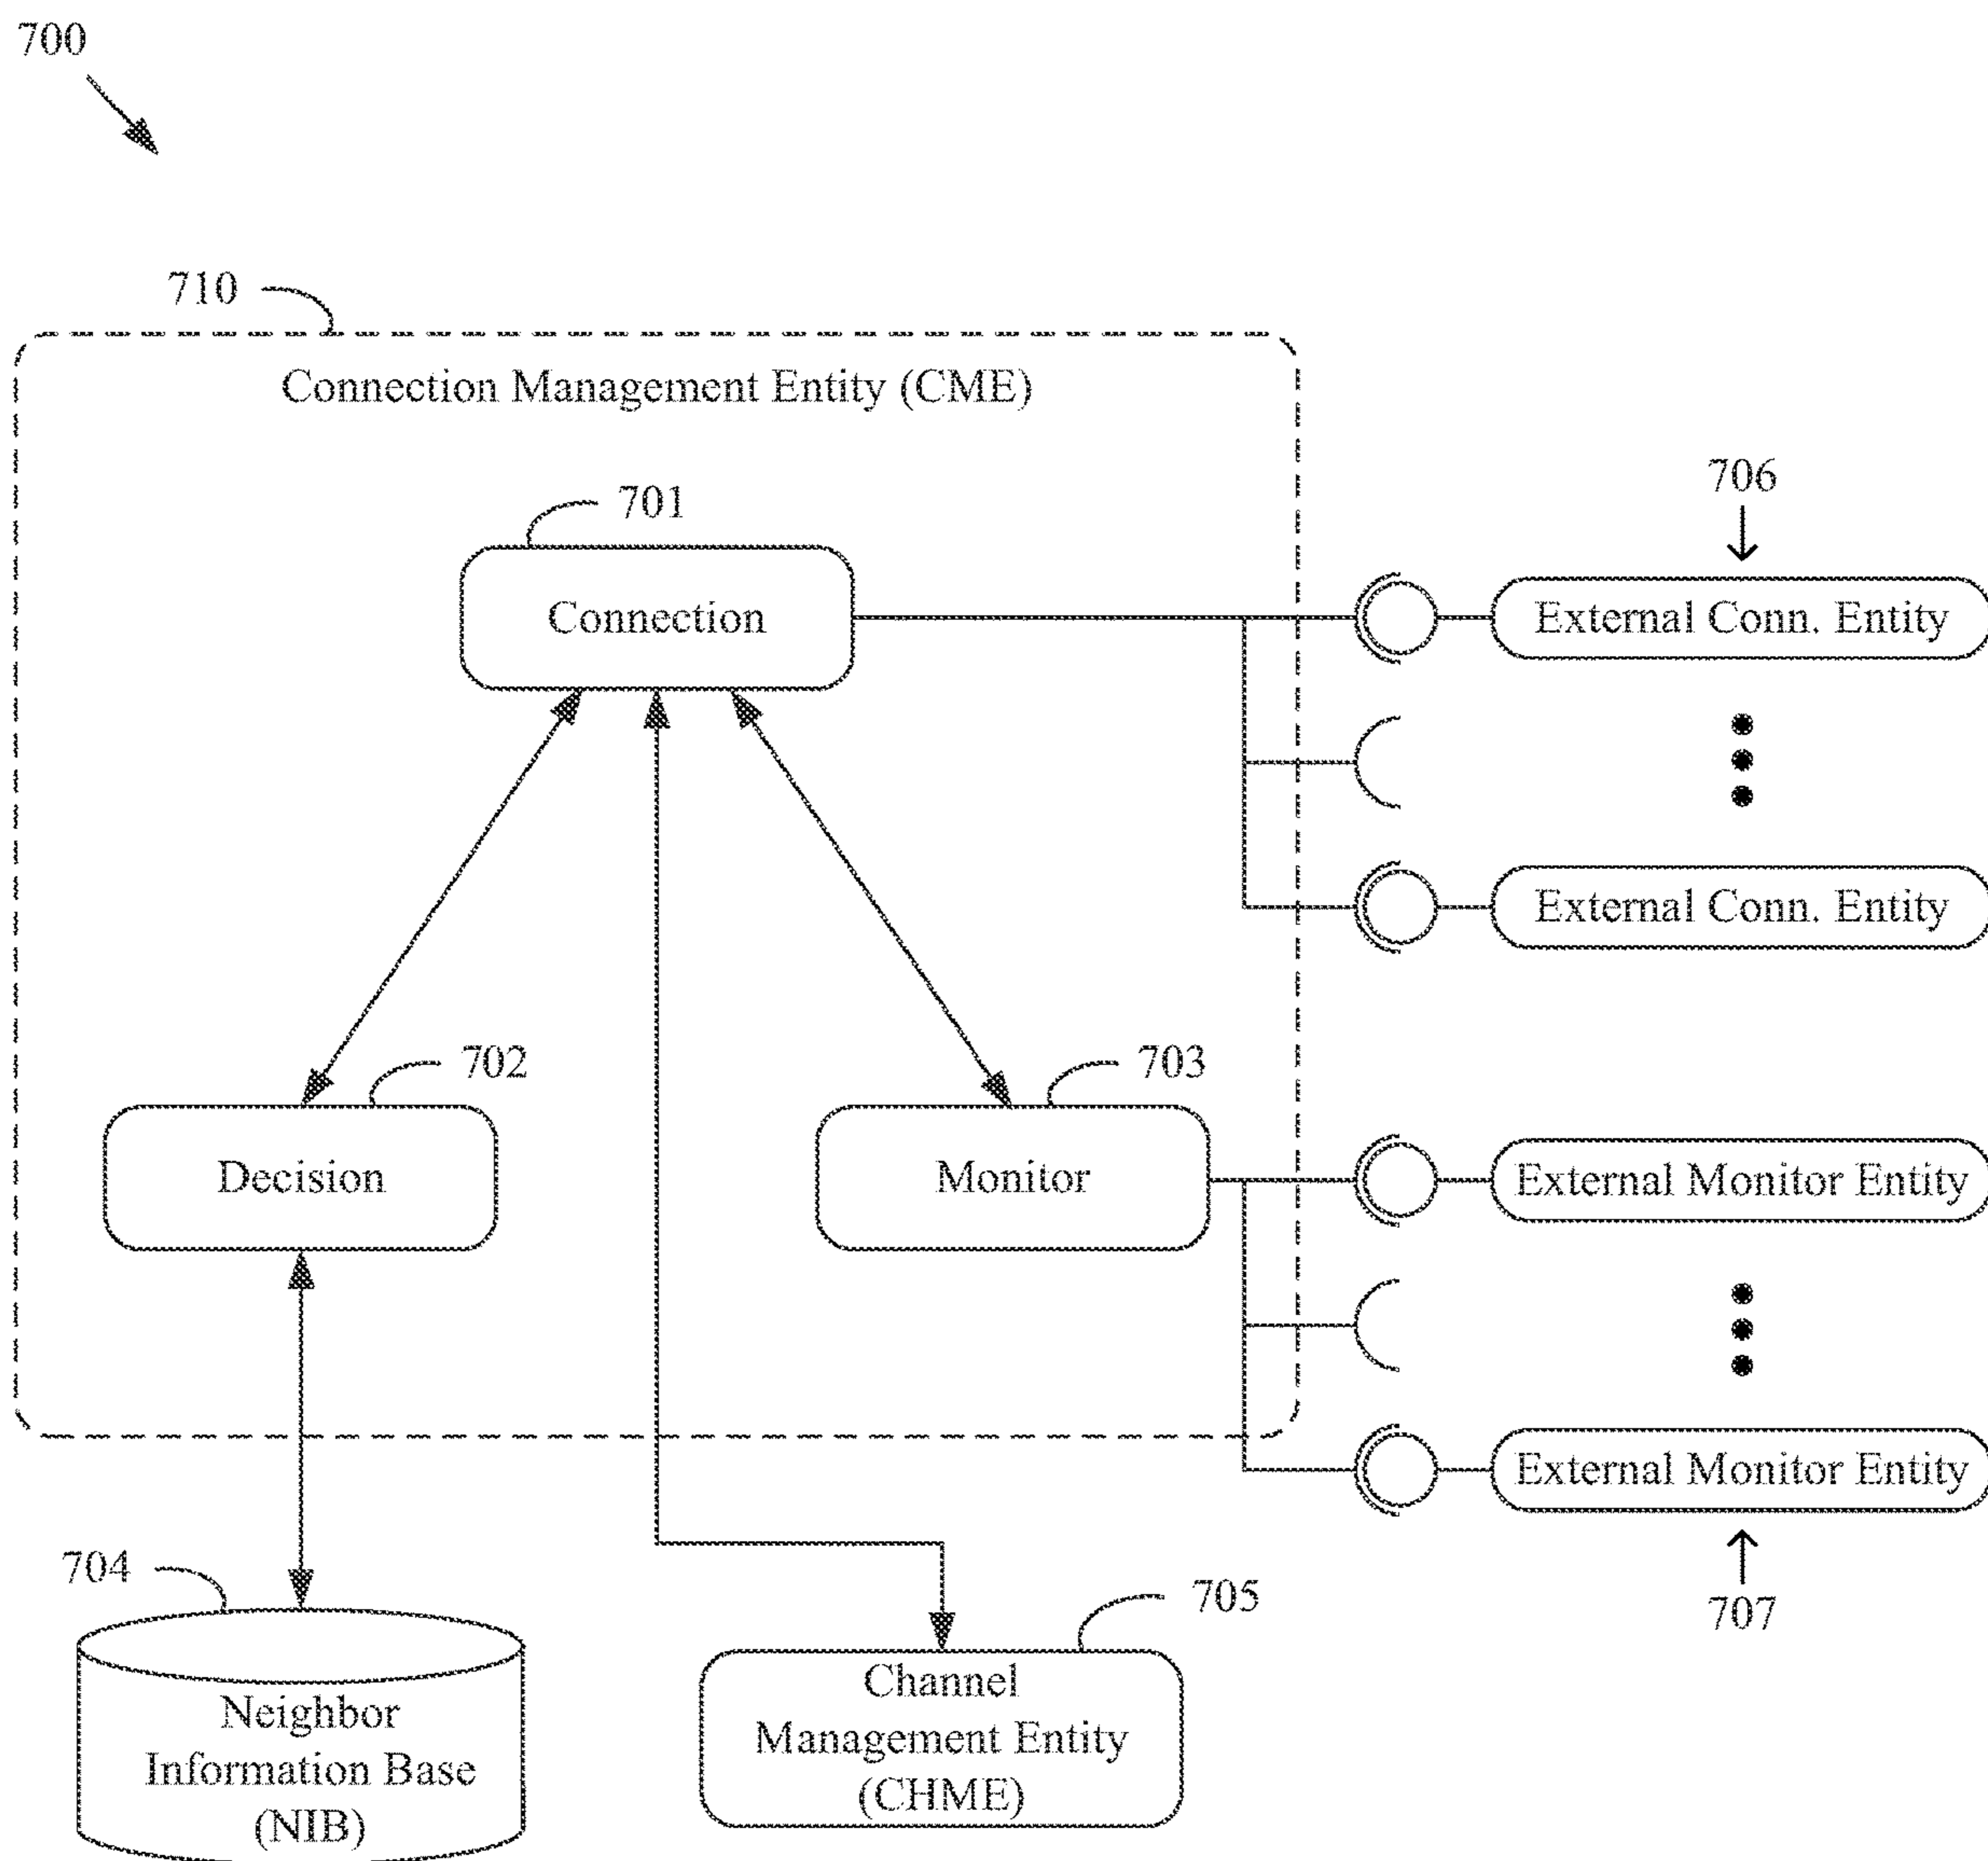 700
710
Connection Management Entity (CME)
701
706
Connection
External Conn. Entity
External Conn. Entity
702
703
Decision
Monitor
External Monitor Entity
External Monitor Entity
704
705
707
Neighbor
Information Base
(NIB)
Channel
Management Entity
(CHME)